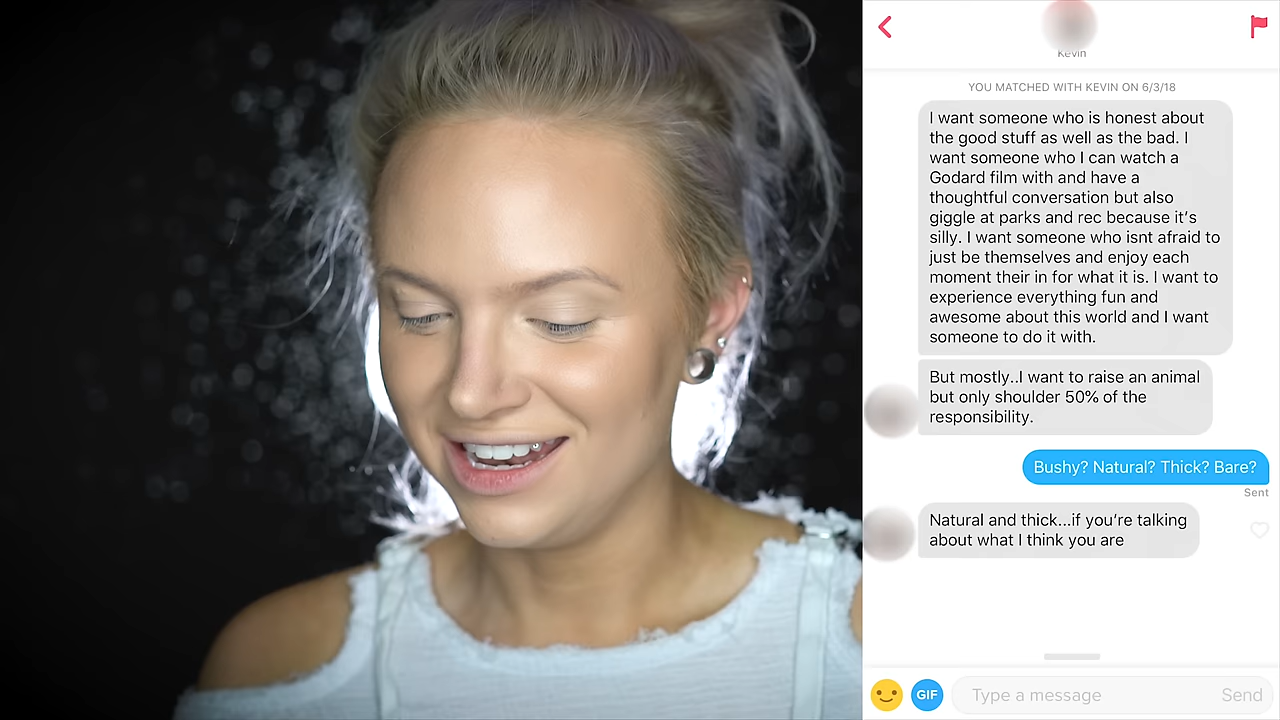 Kevin
YOU MATCHED WITH KEVIN ON 6/3/18
I want someone who is honest about
the good stuff as well as the bad. I
want someone who I can watch a
Godard film with and have a
thoughtful conversation but also
giggle at parks and rec because it's
silly. I want someone who isnt afraid to
just be themselves and enjoy each
moment their in for what it is. I want to
experience everything fun and
awesome about this world and I want
someone to do it with.
But mostly..I want to raise an animal
but only shoulder 50% of the
responsibility.
Bushy? Natural? Thick? Bare?
Sent
Natural and thick...if you're talking
about what I think you are
GIF
Type a message
Send